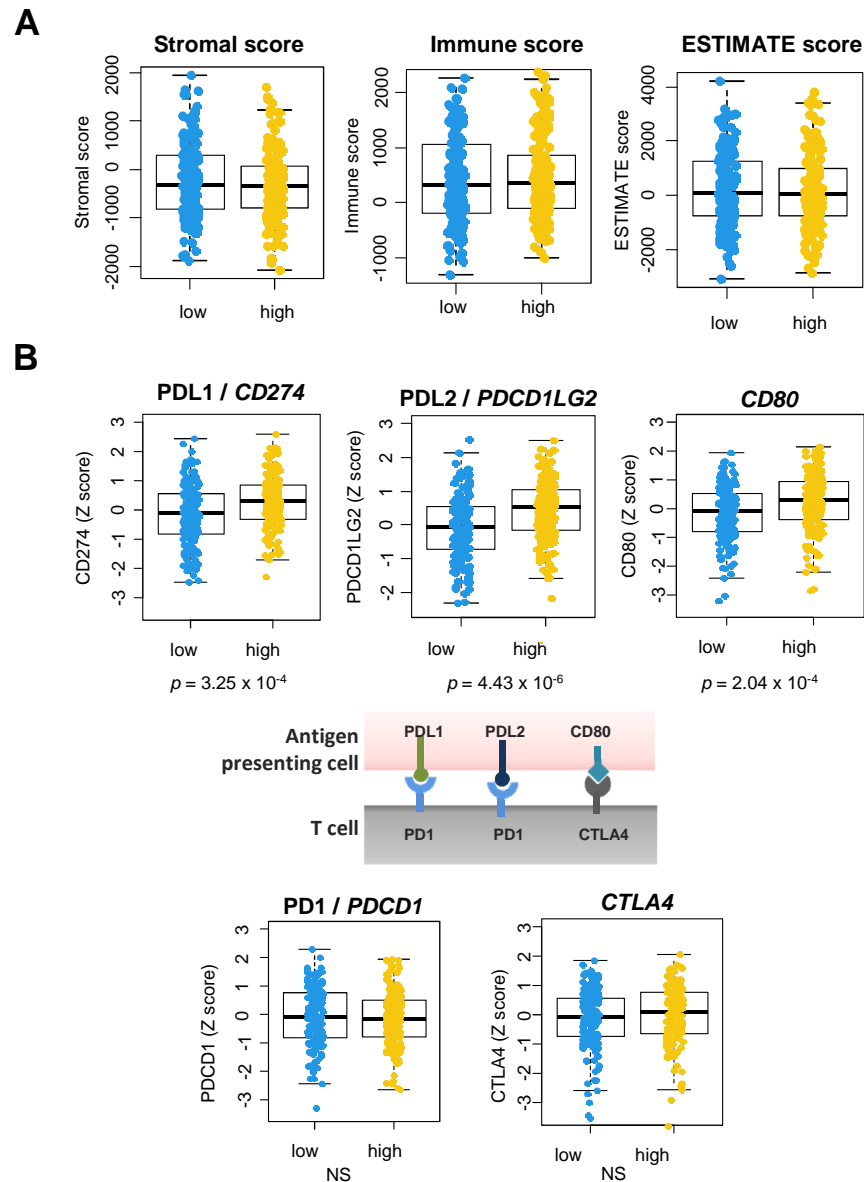 A
Stromal score
Immune score
ESTIMATE score
Stromal score
2000
1000
0
-1000
-2000
low
high
Immune score
2000
1000
0
-1000
low
high
ESTIMATE score
4000
2000
0
-2000
low
high
B
PDL1 / CD274
PDL2 / PDCD1LG2
CD80
CD274 (Z score)
3
2
1
0
-1
-2
-3
low
high
p = 3.25 x 10-4
PDCD1LG2 (Z score)
3
2
1
0
-1
-2
low
high
p = 4.43 x 10-6
CD80 (Z score)
3
2
1
0
-1
-2
-3
low
high
p = 2.04 x 10-4
Antigen
presenting cell
PDL1
PDL2
CD80
T cell
PD1
PD1
CTLA4
PD1 / PDCD1
CTLA4
PDCD1 (Z score)
3
2
1
0
-1
-2
-3
low
high
NS
CTLA4 (Z score)
3
2
1
0
-1
-2
-3
low
high
NS